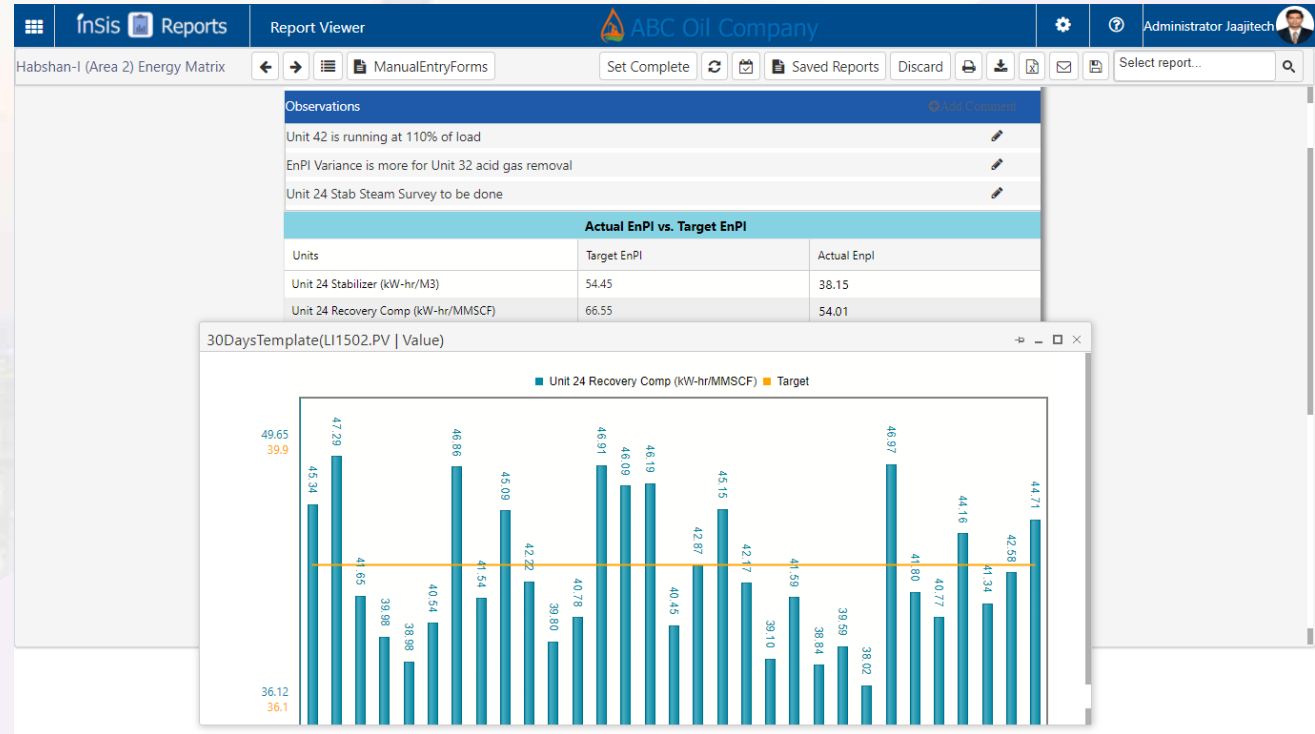 ínSis Reports Report Viewer ABC Oil Company Administrator Jaajitech
Habshan-I (Area 2) Energy Matrix ManualEntryForms Set Complete Saved Reports Discard Select report...
Observations Add Comment
Unit 42 is running at 110% of load
EnPI Variance is more for Unit 32 acid gas removal
Unit 24 Stab Steam Survey to be done
Actual EnPI vs. Target EnPI
Units Target EnPI Actual EnpI
Unit 24 Stabilizer (kW-hr/M3) 54.45 38.15
Unit 24 Recovery Comp (kW-hr/MMSCF) 66.55 54.01
30DaysTemplate(LI1502.PV | Value)
Unit 24 Recovery Comp (kW-hr/MMSCF) Target
49.65
39.9
36.12
36.1
45.34
47.29
41.65
39.98
38.98
40.54
46.86
41.54
45.09
42.22
39.80
40.78
46.91
46.09
46.19
40.45
42.87
45.15
42.17
39.10
41.59
38.84
39.59
38.02
46.97
41.80
40.77
44.16
41.34
42.58
44.71